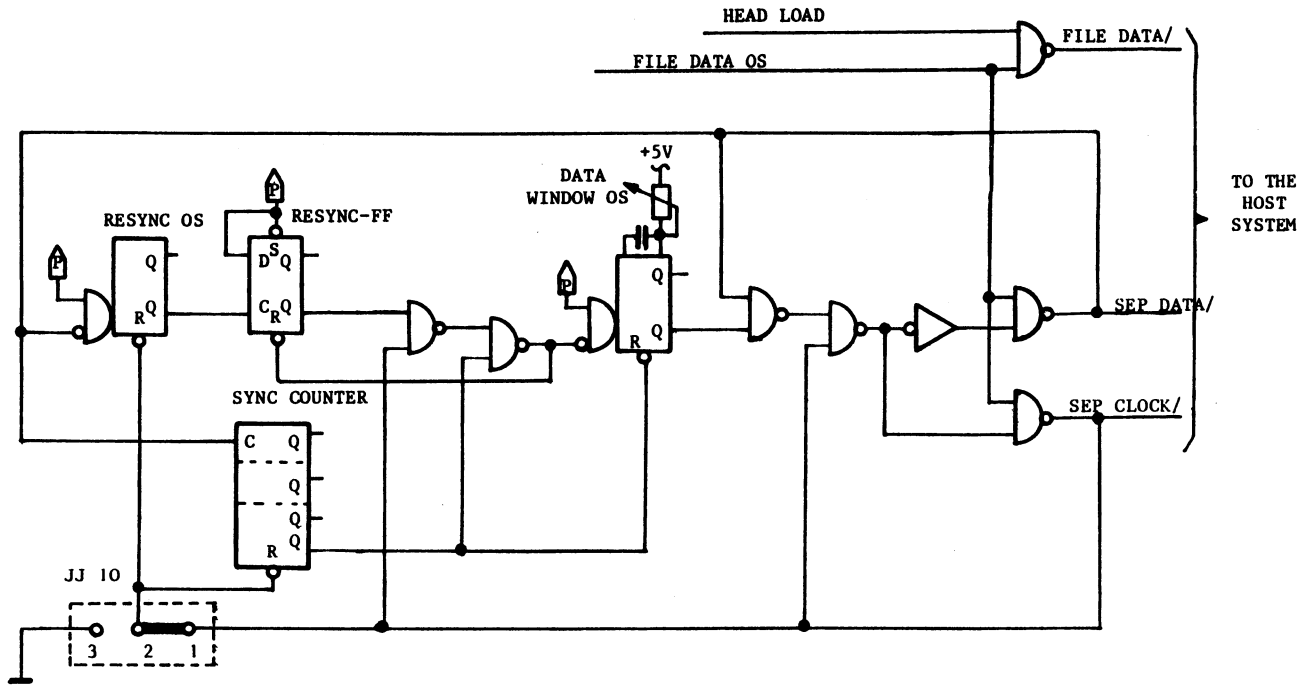 HEAD LOAD
FILE DATA/
FILE DATA OS
+5V
DATA
WINDOW OS
TO THE
HOST
SYSTEM
P
RESYNC-FF
RESYNC OS
P
Q
S
D Q
P
Q
R Q
C R Q
Q
R Q
SEP DATA/
SYNC COUNTER
SEP CLOCK/
C Q
Q
Q
R Q
JJ 10
3 2 1